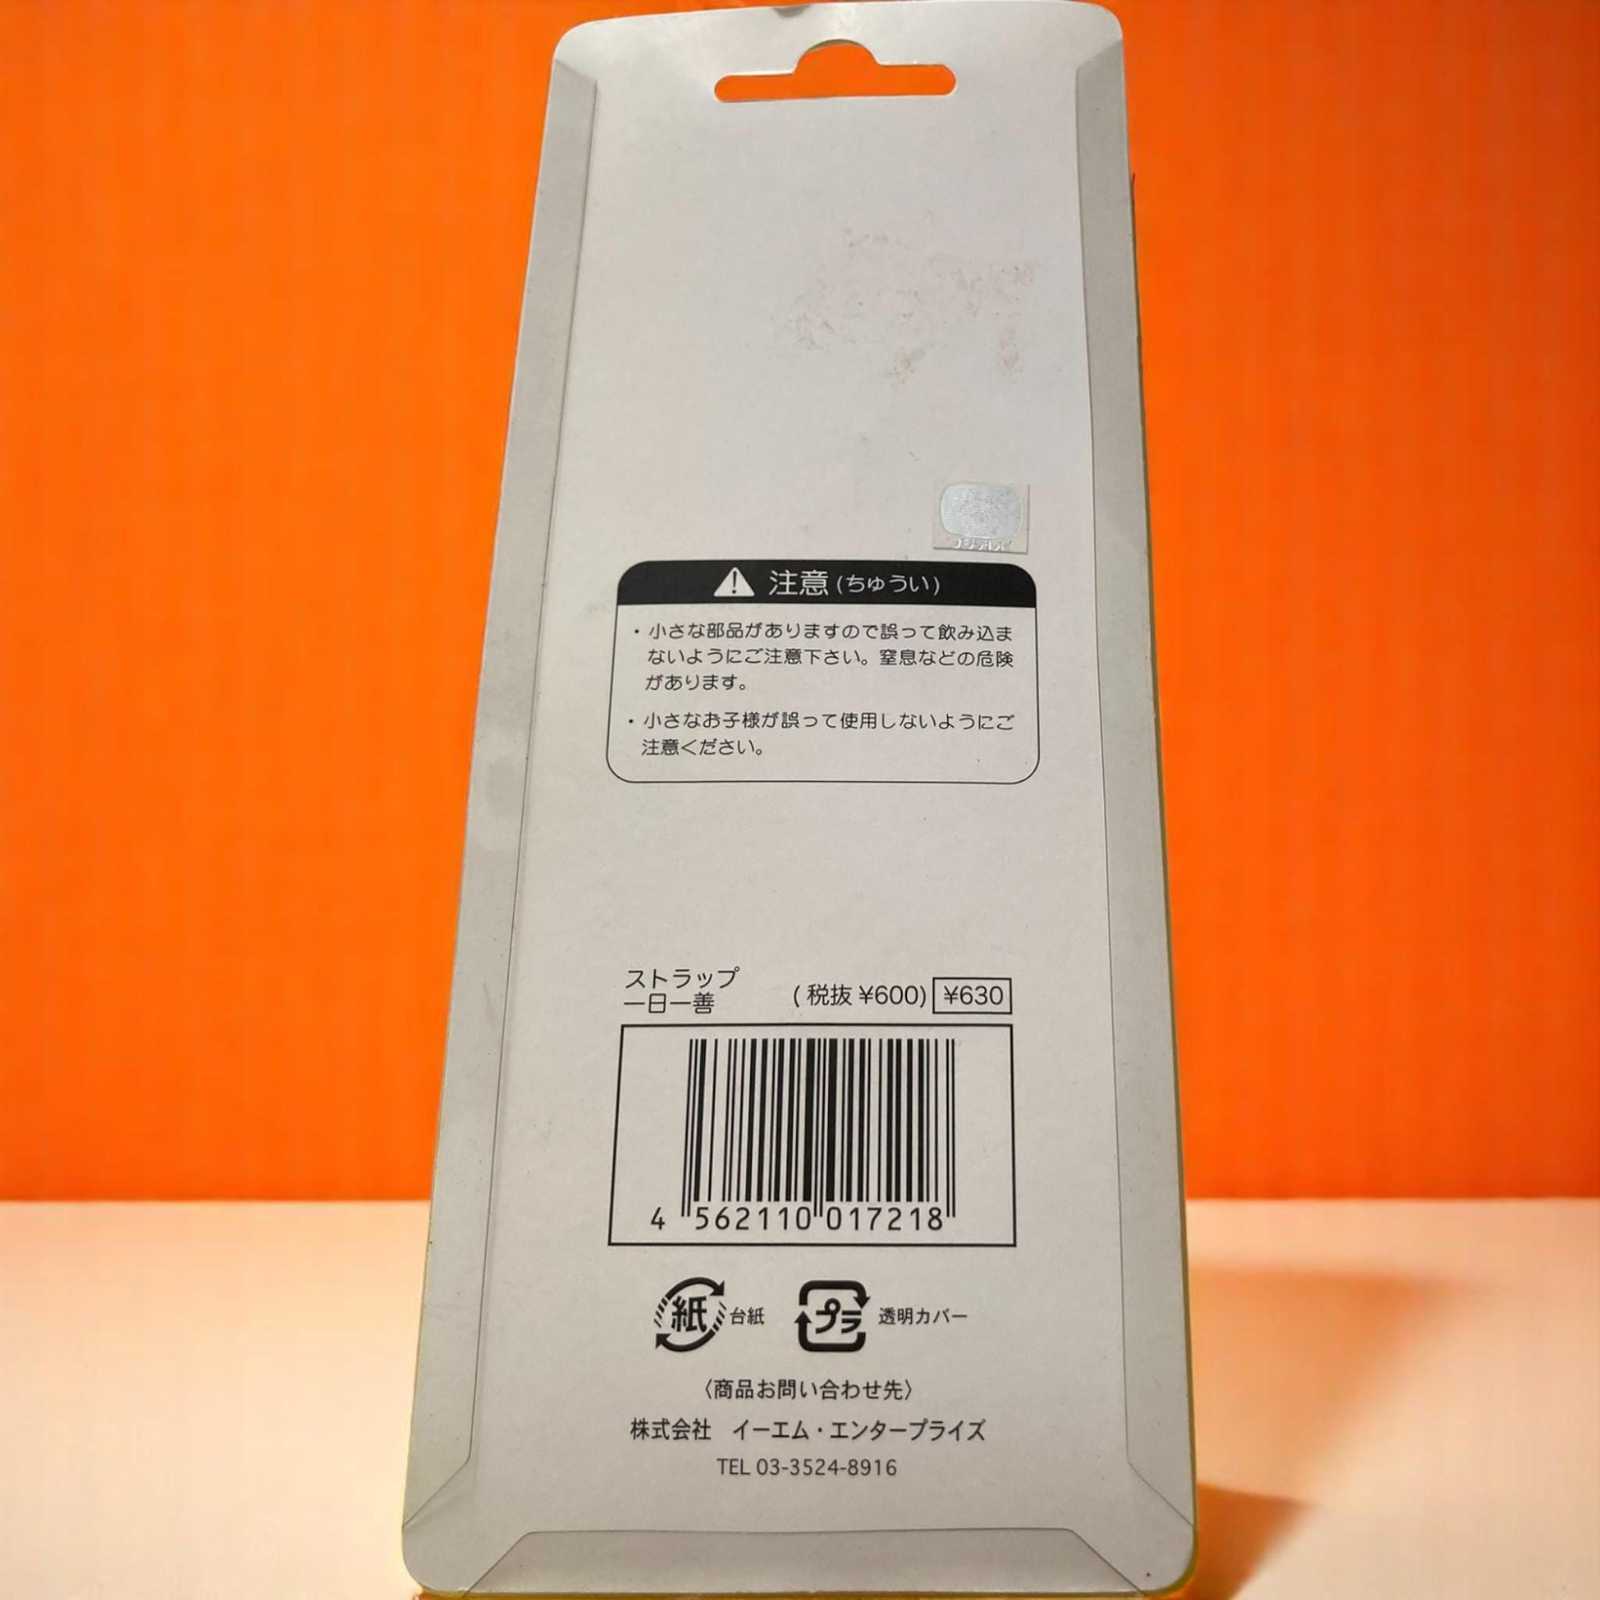 注意(ちゅうい)
・小さな部品がありますので誤って飲み込ま
ないようにご注意下さい。窒息などの危険
があります。
・小さなお子様が誤って使用しないようにご
注意ください。
ストラップ
一日一善
(税抜 ¥600) ¥630
4 562110 017218
紙 台紙 プラ 透明カバー
〈商品お問い合わせ先〉
株式会社 イーエム・エンタープライズ
TEL 03-3524-8916